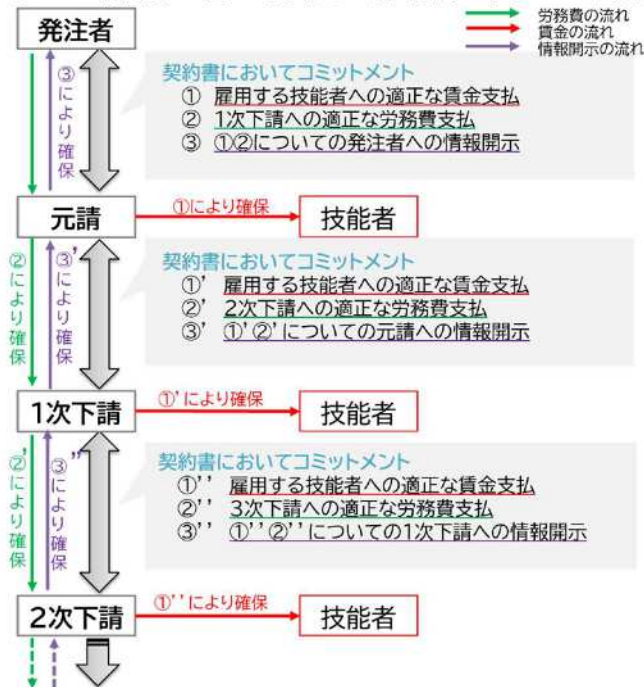 労務費の流れ
賃金の流れ
情報開示の流れ
発注者
③により確保
契約書においてコミットメント
① 雇用する技能者への適正な賃金支払
② 1次下請への適正な労務費支払
③ ①②についての発注者への情報開示
元請
①により確保
技能者
②により確保
③'により確保
契約書においてコミットメント
①' 雇用する技能者への適正な賃金支払
②' 2次下請への適正な労務費支払
③' ①'②'についての元請への情報開示
1次下請
①'により確保
技能者
②'により確保
③''により確保
契約書においてコミットメント
①'' 雇用する技能者への適正な賃金支払
②'' 3次下請への適正な労務費支払
③'' ①''②''についての1次下請への情報開示
2次下請
①''により確保
技能者